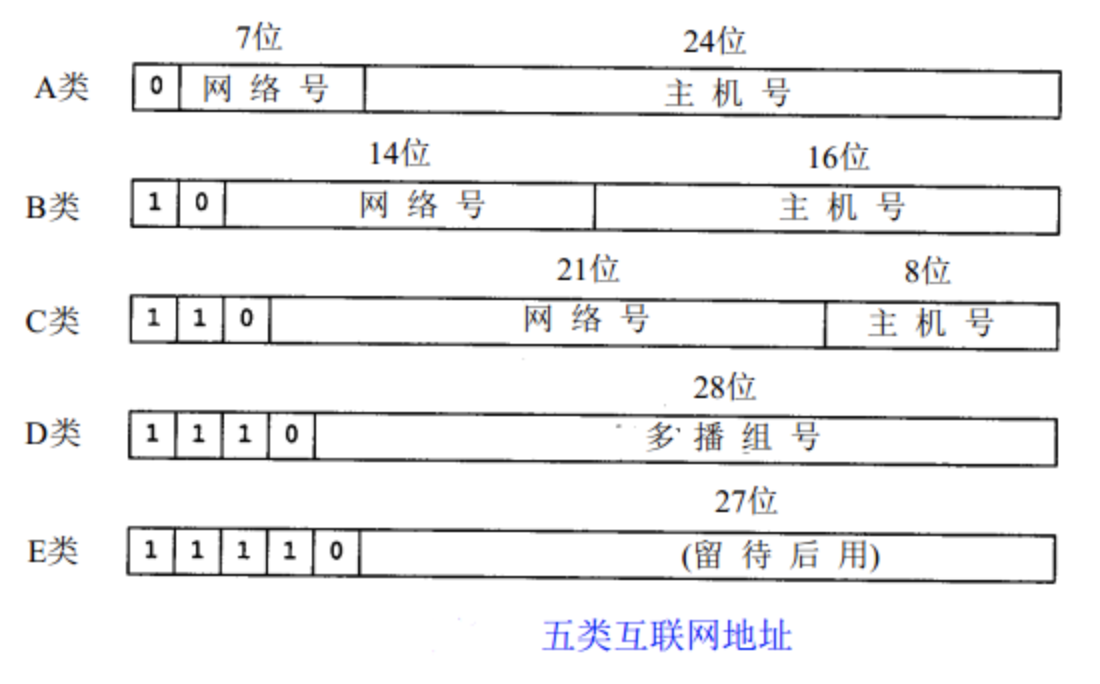 7位 24位
A类 0 网络号 主机号
14位 16位
B类 1 0 网络号 主机号
21位 8位
C类 1 1 0 网络号 主机号
28位
D类 1 1 1 0 多播组号
27位
E类 1 1 1 1 0 (留待后用)
五类互联网地址